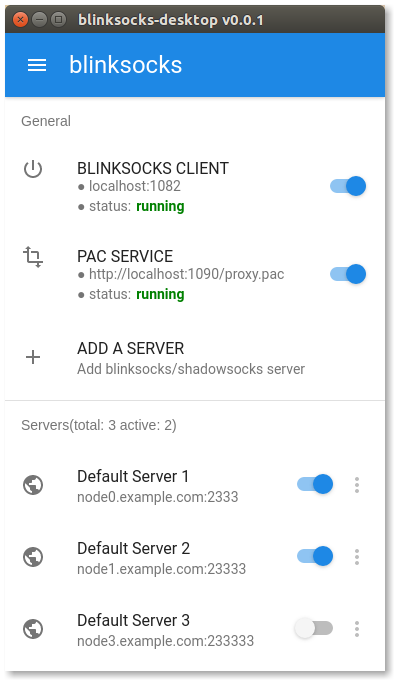 blinksocks-desktop v0.0.1
blinksocks
General
BLINKSOCKS CLIENT
● localhost:1082
● status: running
PAC SERVICE
● http://localhost:1090/proxy.pac
● status: running
ADD A SERVER
Add blinksocks/shadowsocks server
Servers(total: 3 active: 2)
Default Server 1
node0.example.com:2333
Default Server 2
node1.example.com:23333
Default Server 3
node3.example.com:233333